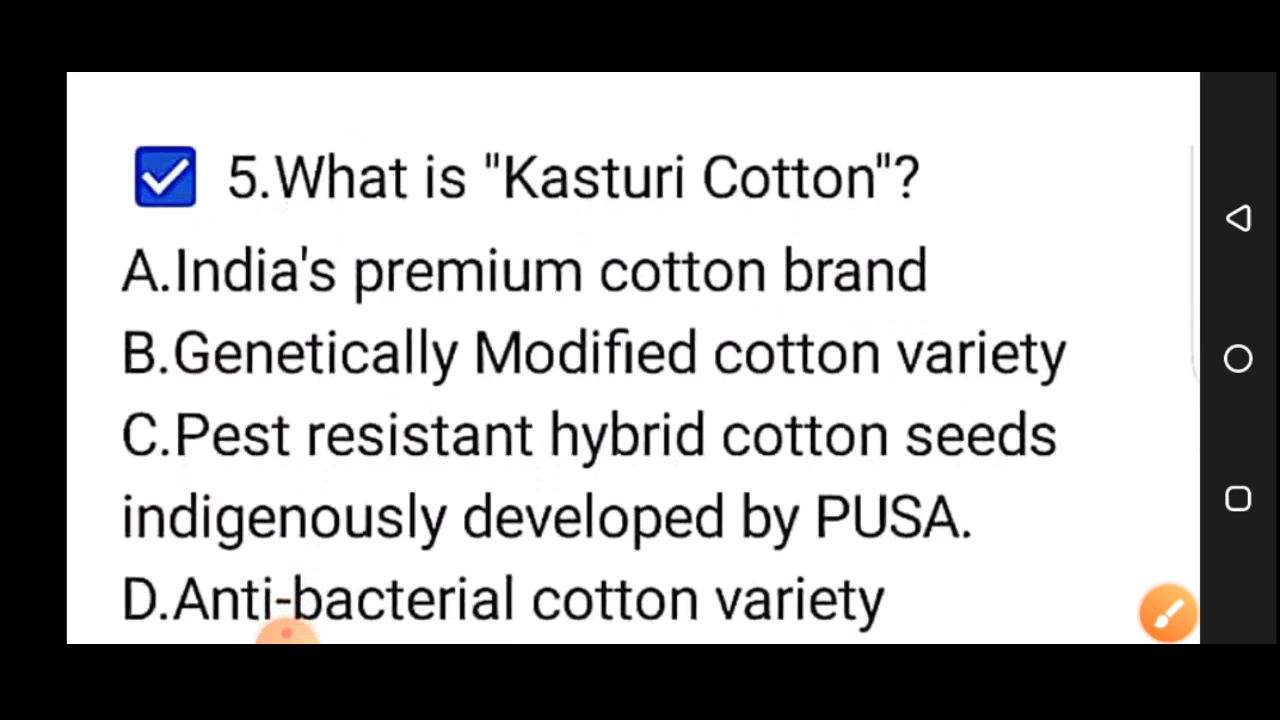 5.What is "Kasturi Cotton"?
A.India's premium cotton brand
B.Genetically Modified cotton variety
C.Pest resistant hybrid cotton seeds
indigenously developed by PUSA.
D.Anti-bacterial cotton variety